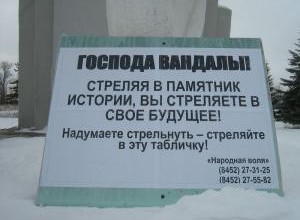 ГОСПОДА ВАНДАЛЫ!
СТРЕЛЯЯ В ПАМЯТНИК
ИСТОРИИ, ВЫ СТРЕЛЯЕТЕ В
СВОЕ БУДУЩЕЕ!
Надумаете стрельнуть – стреляйте
в эту табличку!
«Народная воля»
(8452) 27-31-25
(8452) 27-55-82